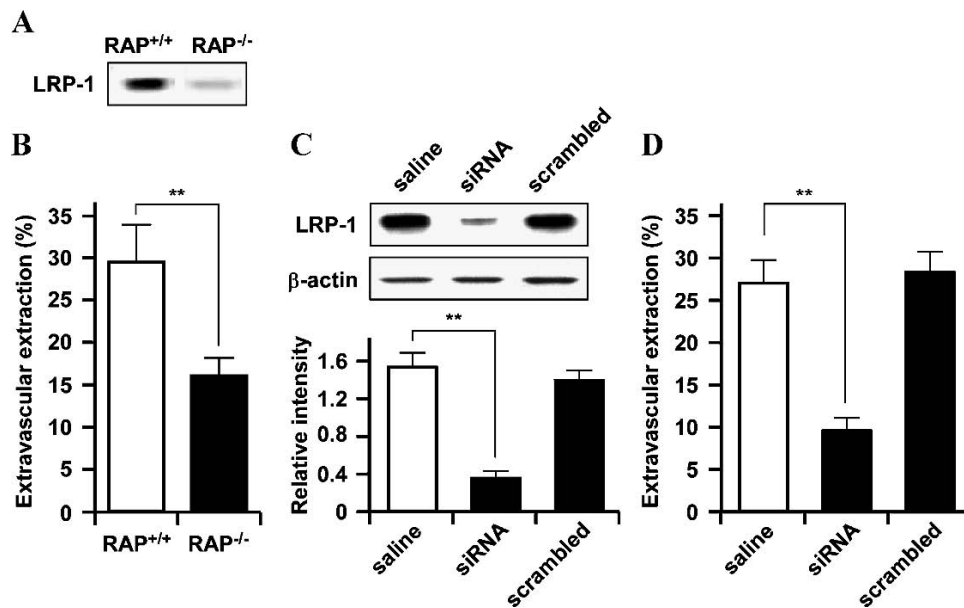 A
RAP+/+ RAP-/-
LRP-1
B
**
Extravascular extraction (%)
35
30
25
20
15
10
5
0
RAP+/+ RAP-/-
C
saline siRNA scrambled
LRP-1
β-actin
**
Relative intensity
1.6
1.2
0.8
0.4
0
saline siRNA scrambled
D
**
Extravascular extraction (%)
35
30
25
20
15
10
5
0
saline siRNA scrambled